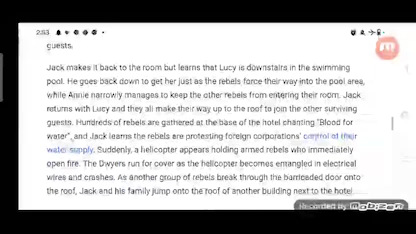 2:53
guests.
Jack makes it back to the room but learns that Lucy is downstairs in the swimming
pool. He goes back down to get her just as the rebels force their way into the pool area,
while Annie narrowly manages to keep the other rebels from entering their room. Jack
returns with Lucy and they all make their way up to the roof to join the other surviving
guests. Hundreds of rebels are gathered at the base of the hotel chanting "Blood for
water", and Jack learns the rebels are protesting foreign corporations' control of their
water supply. Suddenly, a helicopter appears holding armed rebels who immediately
open fire. The Dwyers run for cover as the helicopter becomes entangled in electrical
wires and crashes. As another group of rebels break through the barricaded door onto
the roof, Jack and his family jump onto the roof of another building next to the hotel
Recorded by MOBIZEN